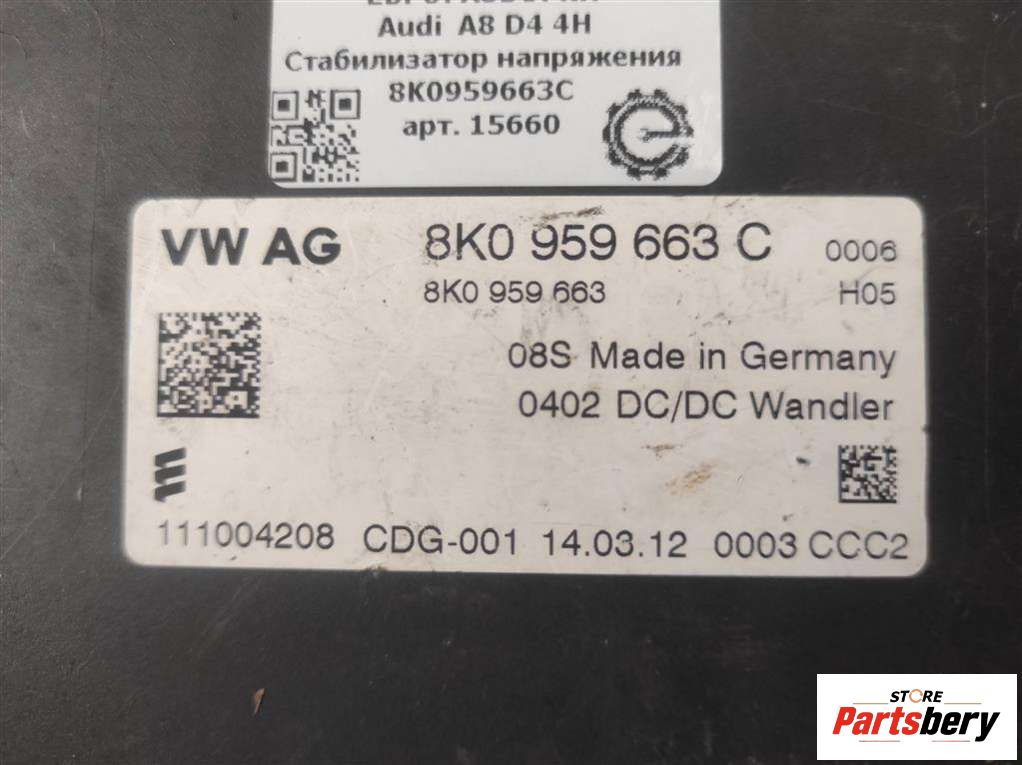 Audi A8 D4 4H
Стабилизатор напряжения
8K0959663C
арт. 15660
VW AG 8K0 959 663 C 0006
8K0 959 663 H05
08S Made in Germany
0402 DC/DC Wandler
111004208 CDG-001 14.03.12 0003 CCC2
STORE
Partsbery